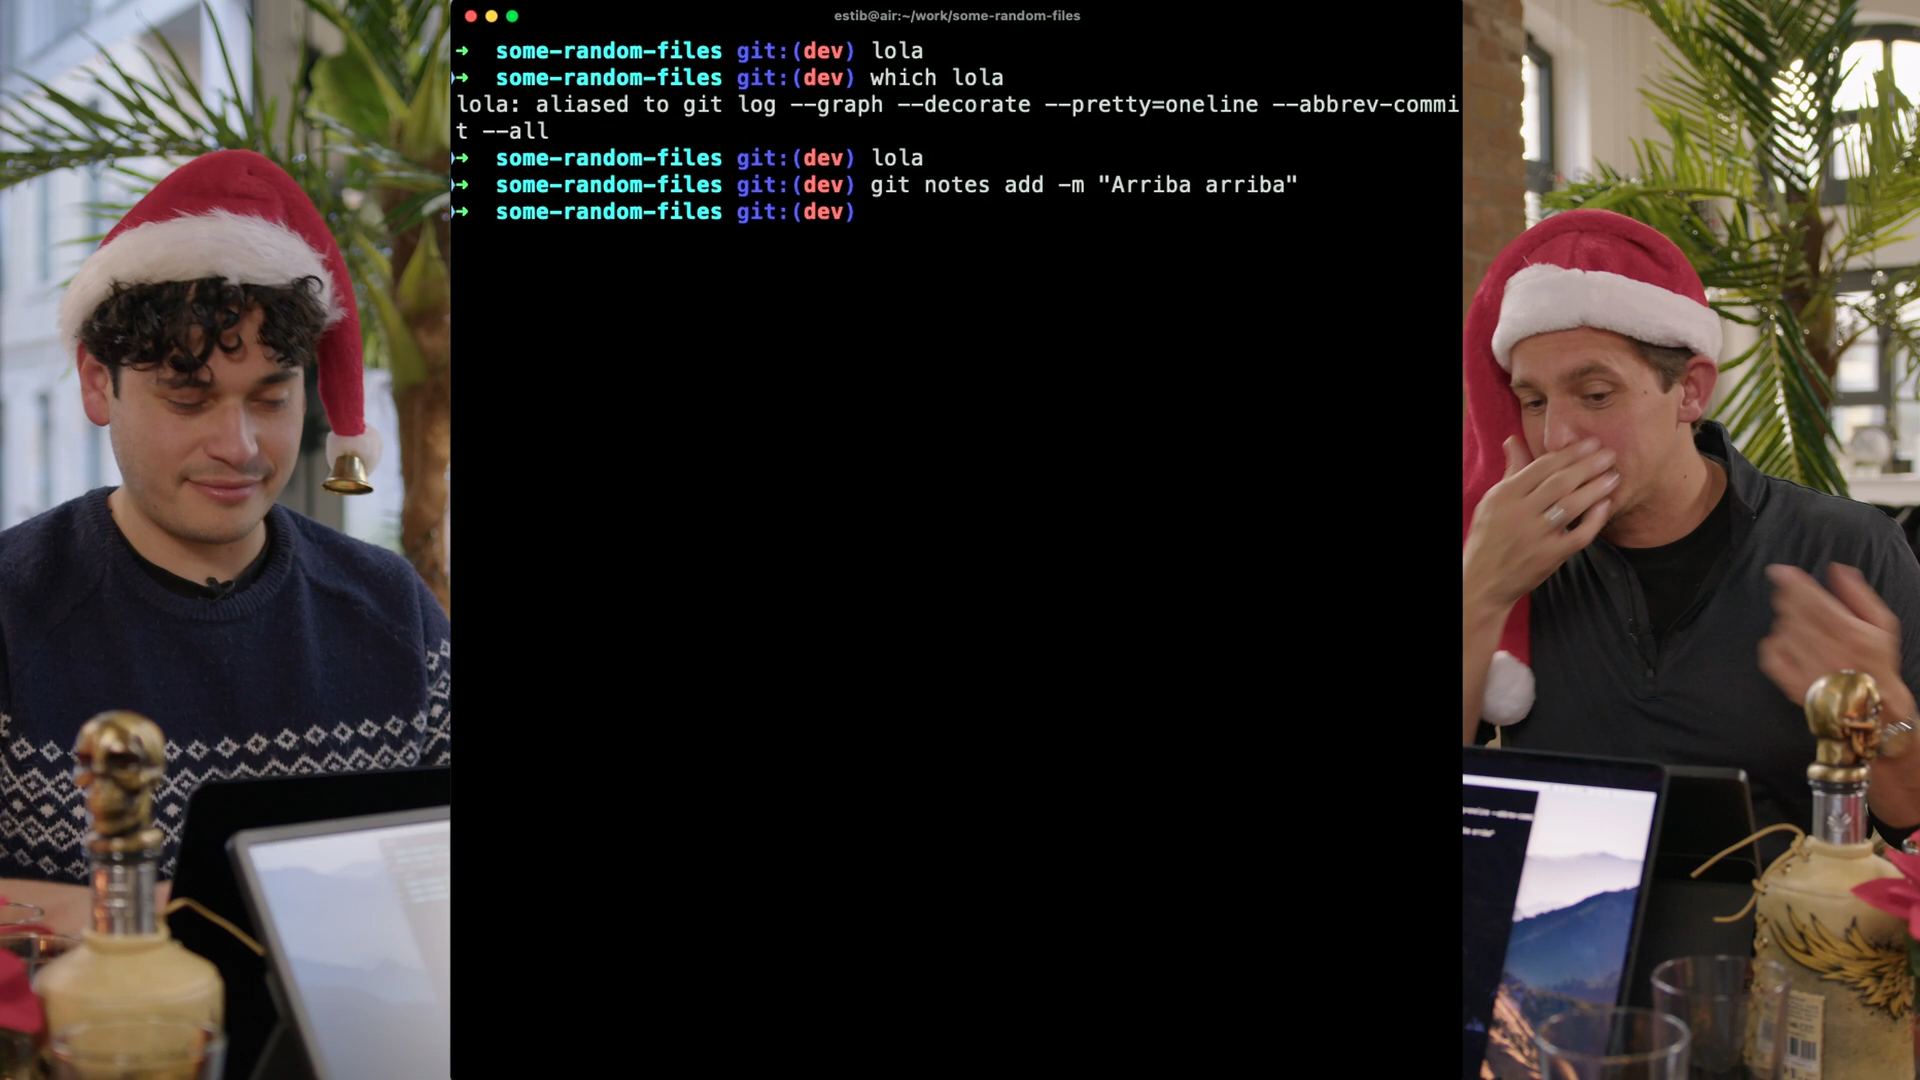 estib@air:~/work/some-random-files
→ some-random-files git:(dev) lola
→ some-random-files git:(dev) which lola
lola: aliased to git log --graph --decorate --pretty=oneline --abbrev-commi
t --all
→ some-random-files git:(dev) lola
→ some-random-files git:(dev) git notes add -m "Arriba arriba"
→ some-random-files git:(dev)